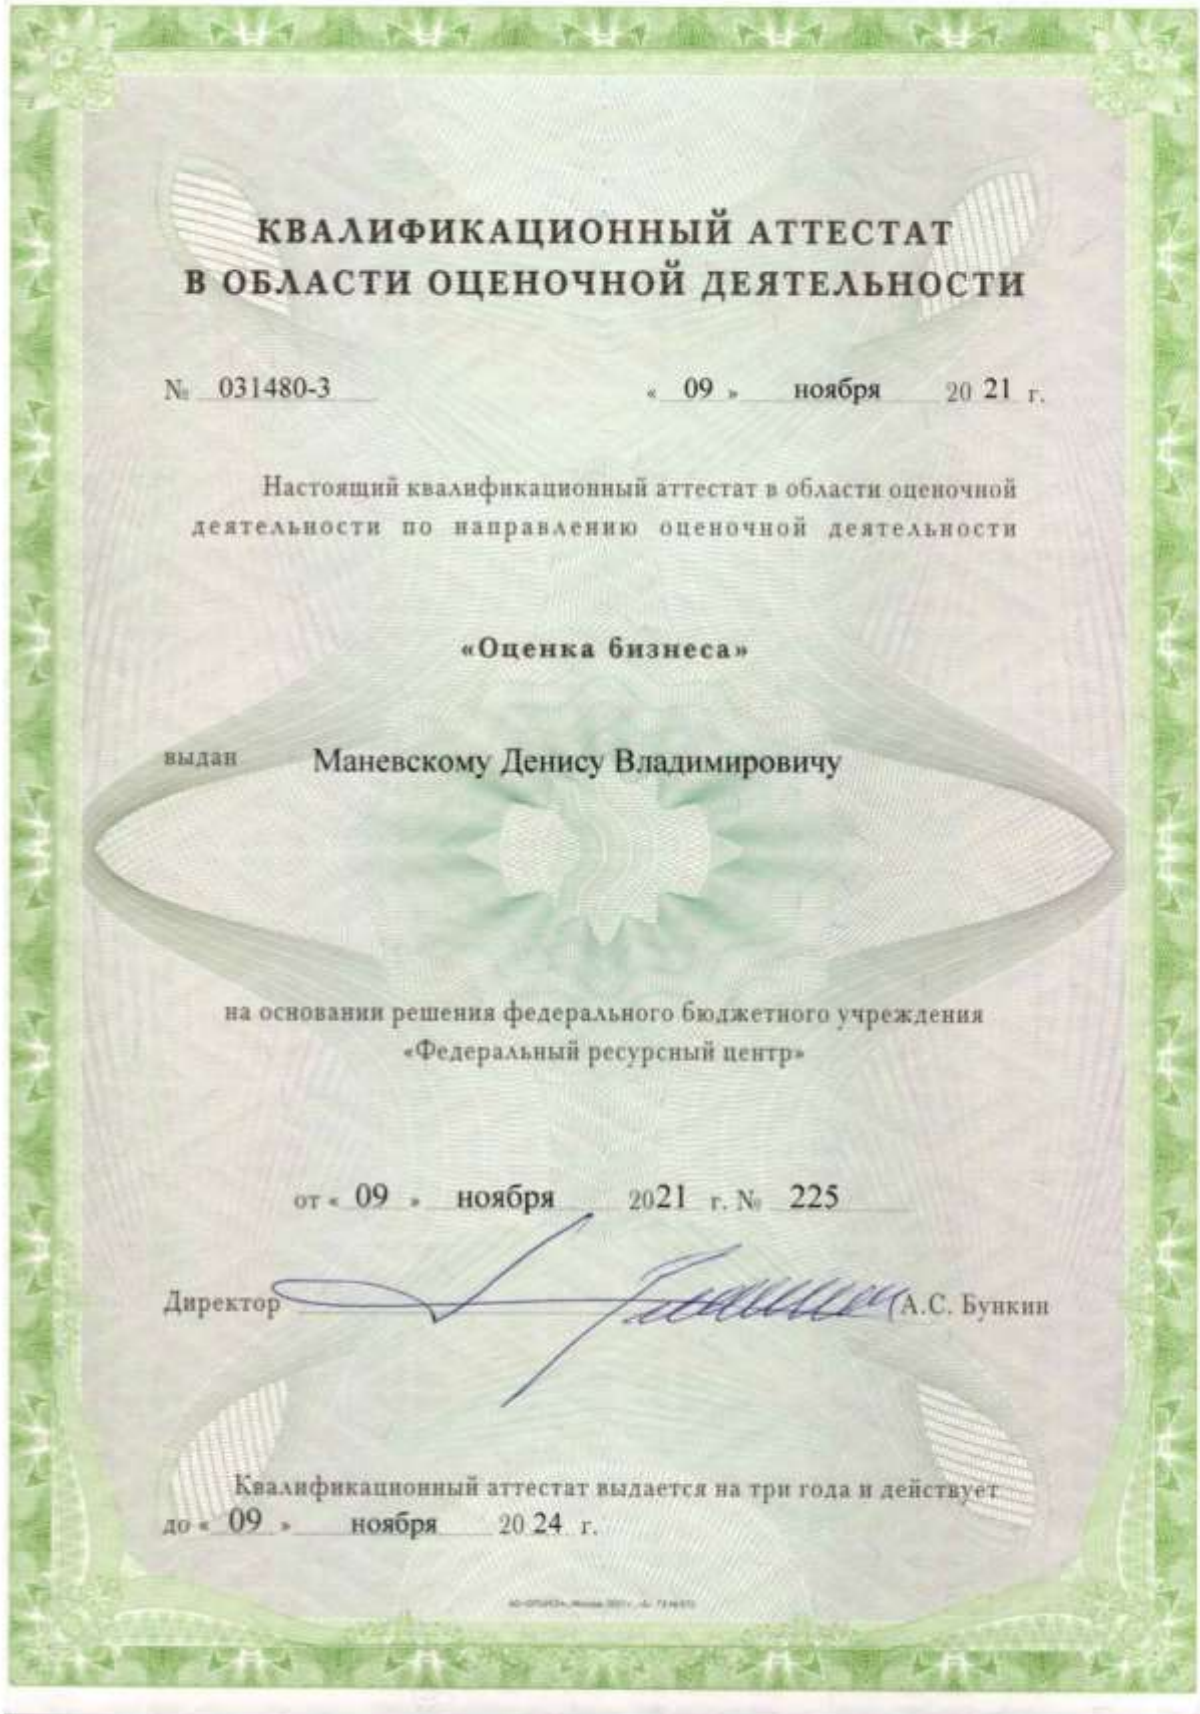 КВАЛИФИКАЦИОННЫЙ АТТЕСТАТ
В ОБЛАСТИ ОЦЕНОЧНОЙ ДЕЯТЕЛЬНОСТИ
№ 031480-3 « 09 » ноября 20 21 г.
Настоящий квалификационный аттестат в области оценочной
деятельности по направлению оценочной деятельности
«Оценка бизнеса»
выдан Маневскому Денису Владимировичу
на основании решения федерального бюджетного учреждения
«Федеральный ресурсный центр»
от « 09 » ноября 2021 г. № 225
Директор А.С. Бункин
Квалификационный аттестат выдается на три года и действует
до « 09 » ноября 20 24 г.